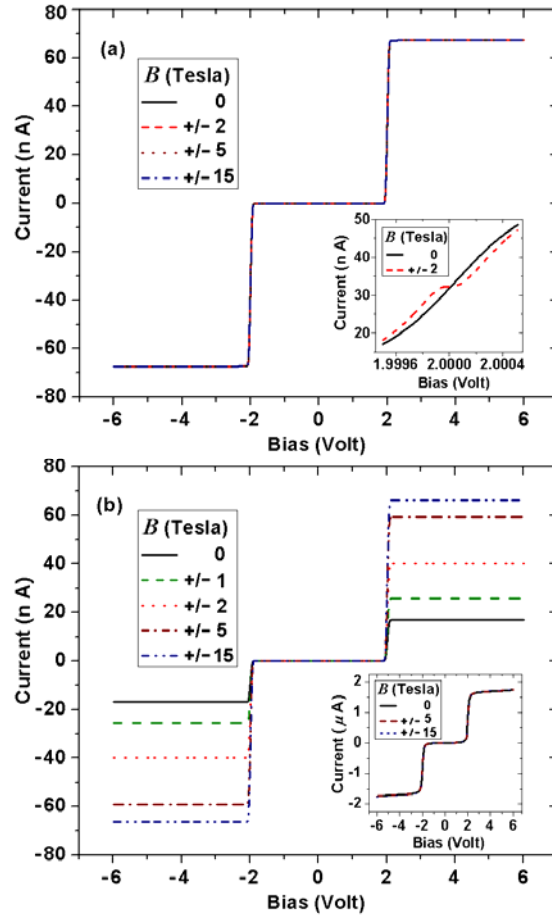 80
60
40
20
0
-20
-40
-60
-80
Current (n A)
(a)
B (Tesla)
0
+/- 2
+/- 5
+/- 15
50
40
30
20
Current (n A)
B (Tesla)
0
+/- 2
1.9996 2.0000 2.0004
Bias (Volt)
-6 -4 -2 0 2 4 6
Bias (Volt)
80
60
40
20
0
-20
-40
-60
-80
Current (n A)
(b)
B (Tesla)
0
+/- 1
+/- 2
+/- 5
+/- 15
2
1
0
-1
-2
Current (μ A)
B (Tesla)
0
+/- 5
+/- 15
-6 -4 -2 0 2 4 6
Bias (Volt)
-6 -4 -2 0 2 4 6
Bias (Volt)